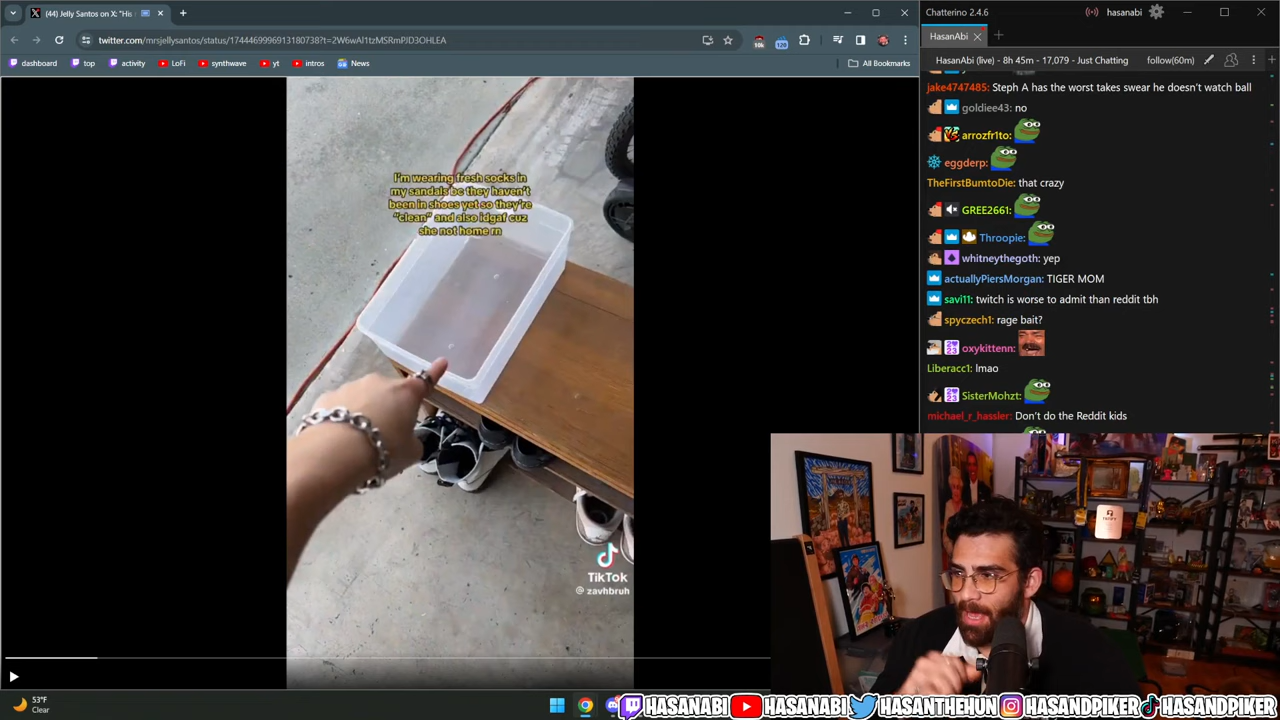 (44) Jelly Santos on X: "His
twitter.com/mrsjellysantos/status/1744469996913180738?t=2W6wAl1tzMSRmPJD3OHLEA
10k
120
dashboard
top
activity
LoFi
synthwave
yt
intros
News
All Bookmarks
I'm wearing fresh socks in
my sandals bc they haven't
been in shoes yet so they're
"clean" and also idgaf cuz
she not home rn
TikTok
@ zavhbruh
Chatterino 2.4.6
hasanabi
HasanAbi
HasanAbi (live) - 8h 45m - 17,079 - Just Chatting
follow(60m)
jake4747485: Steph A has the worst takes swear he doesn't watch ball
goldiee43: no
arrozfr1to:
eggderp:
TheFirstBumtoDie: that crazy
GREE2661:
Throopie:
whitneythegoth: yep
actuallyPiersMorgan: TIGER MOM
savi11: twitch is worse to admit than reddit tbh
spyczech1: rage bait?
oxykittenn:
Liberacc1: lmao
SisterMohzt:
michael_r_hassler: Don't do the Reddit kids
53°F
Clear
HASANABI
HASANABI
HASANTHEHUN
HASANDPIKER
HASANDPIKER